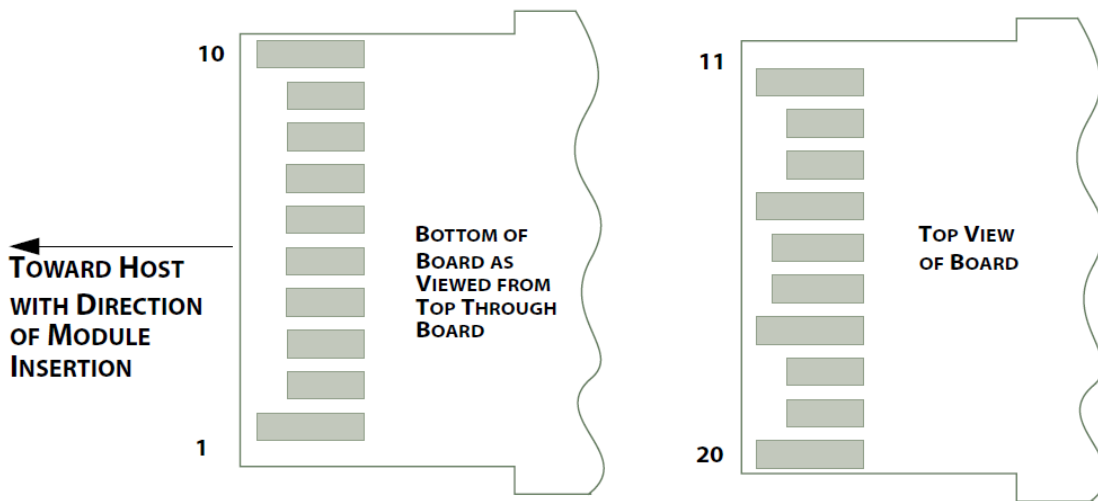 10
1
TOWARD HOST
WITH DIRECTION
OF MODULE
INSERTION
BOTTOM OF
BOARD AS
VIEWED FROM
TOP THROUGH
BOARD
11
20
TOP VIEW
OF BOARD